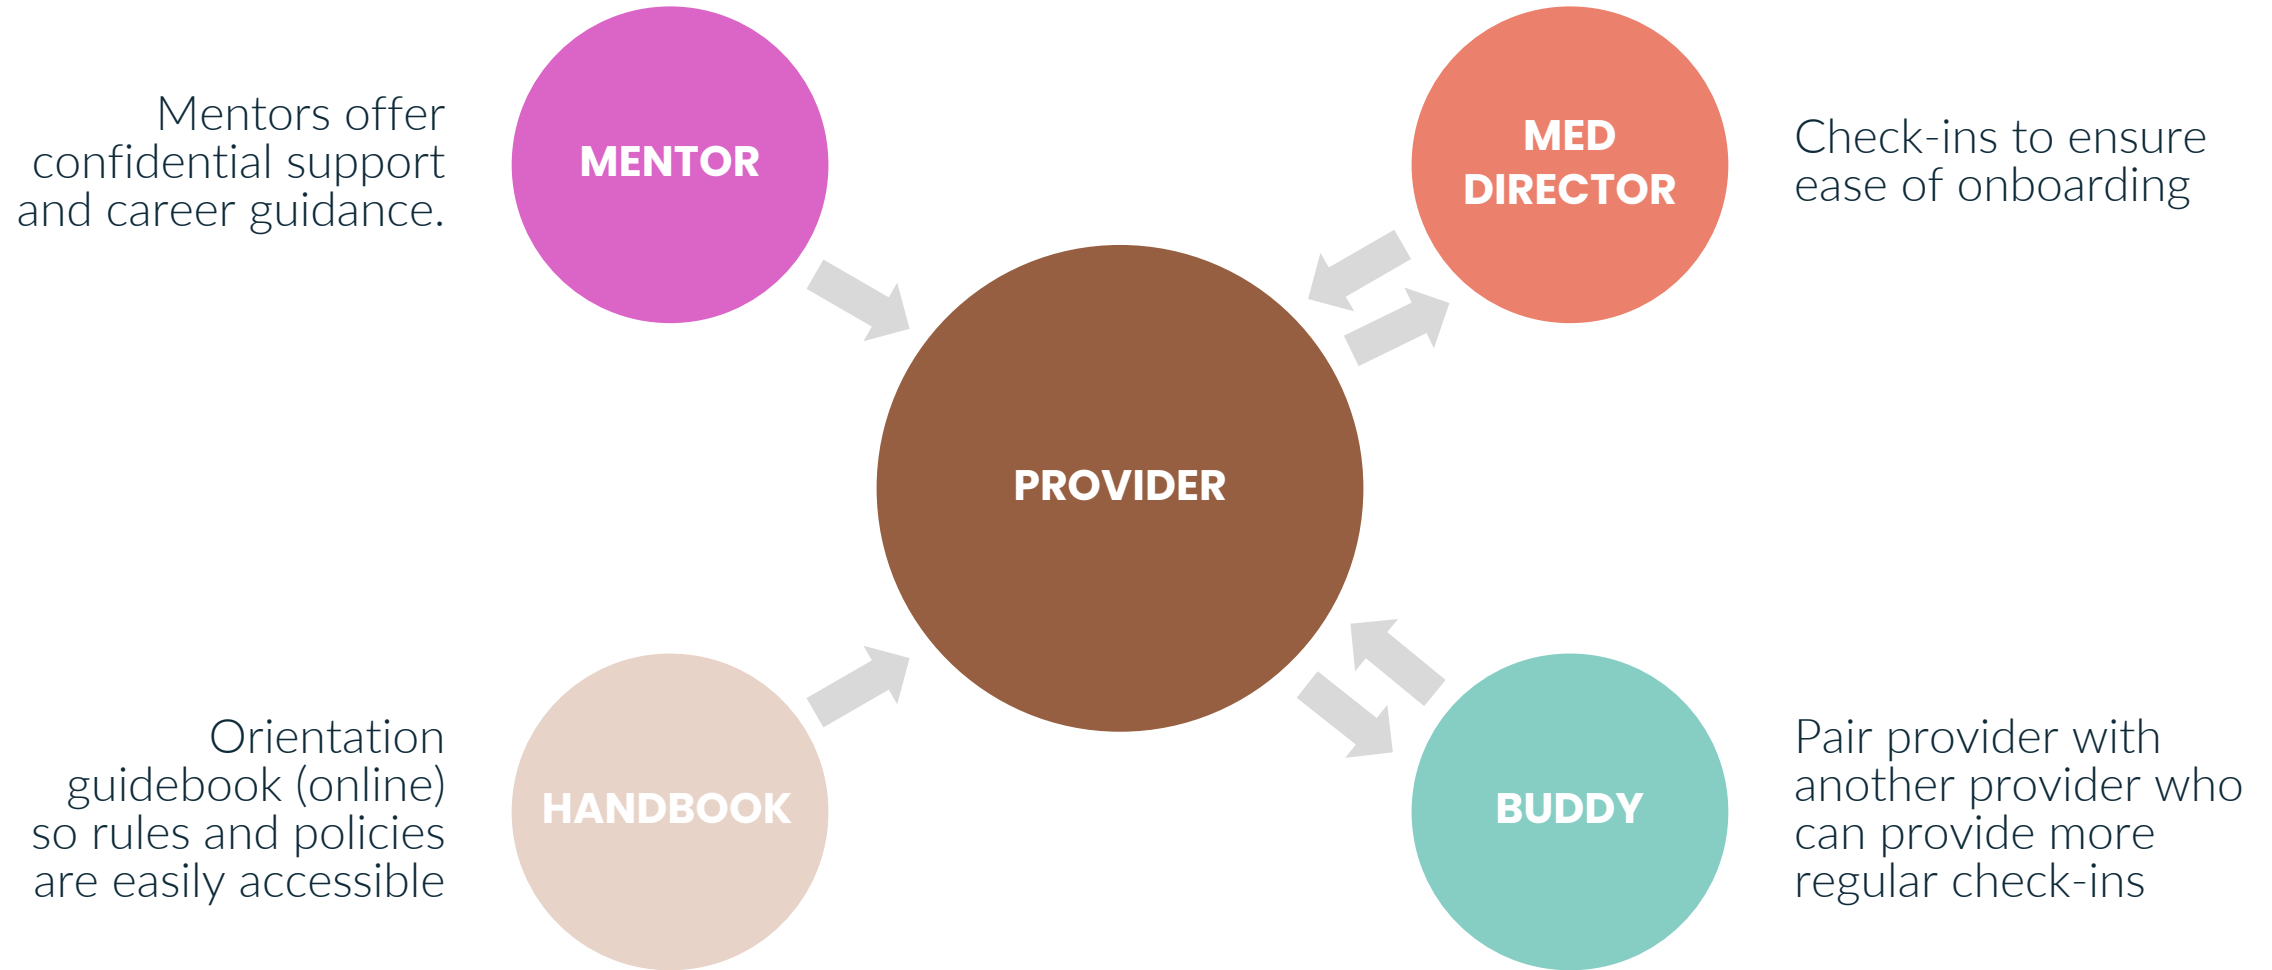 Mentors offer
confidential support
and career guidance.
MENTOR
MED
DIRECTOR
Check-ins to ensure
ease of onboarding
PROVIDER
Orientation
guidebook (online)
so rules and policies
are easily accessible
HANDBOOK
BUDDY
Pair provider with
another provider who
can provide more
regular check-ins